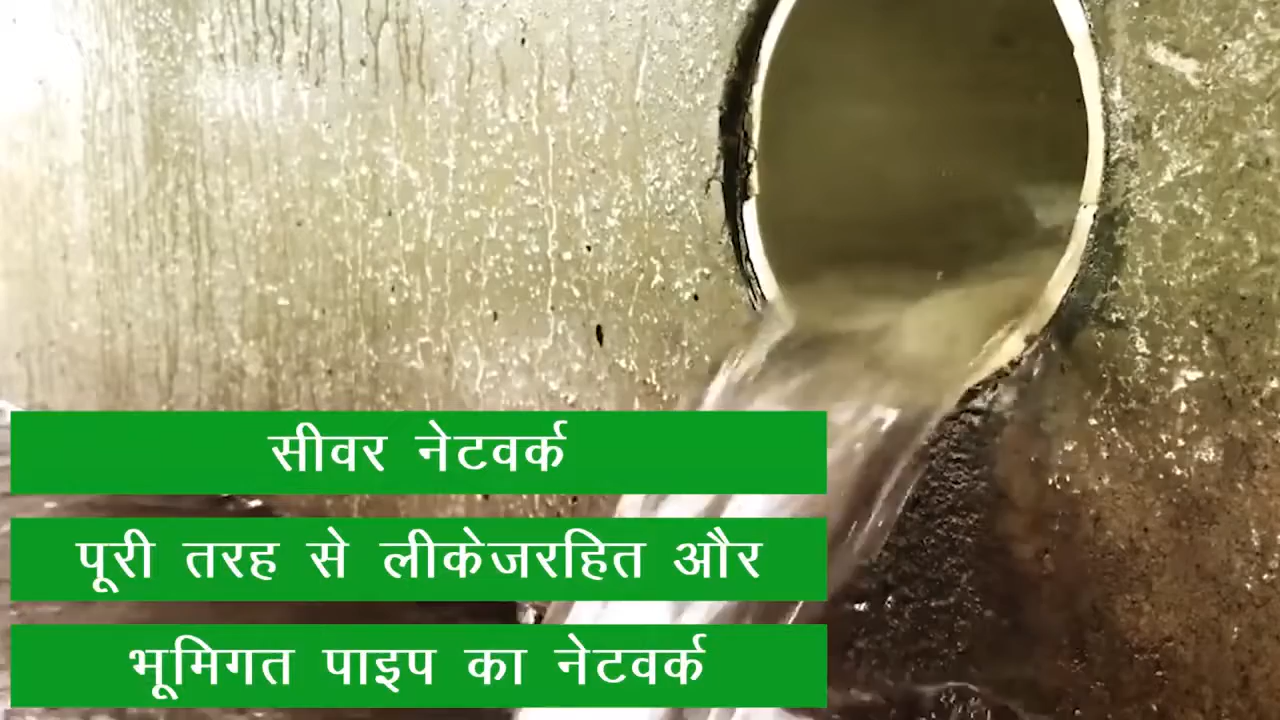 सीवर नेटवर्क
पूरी तरह से लीकेजरहित और
भूमिगत पाइप का नेटवर्क